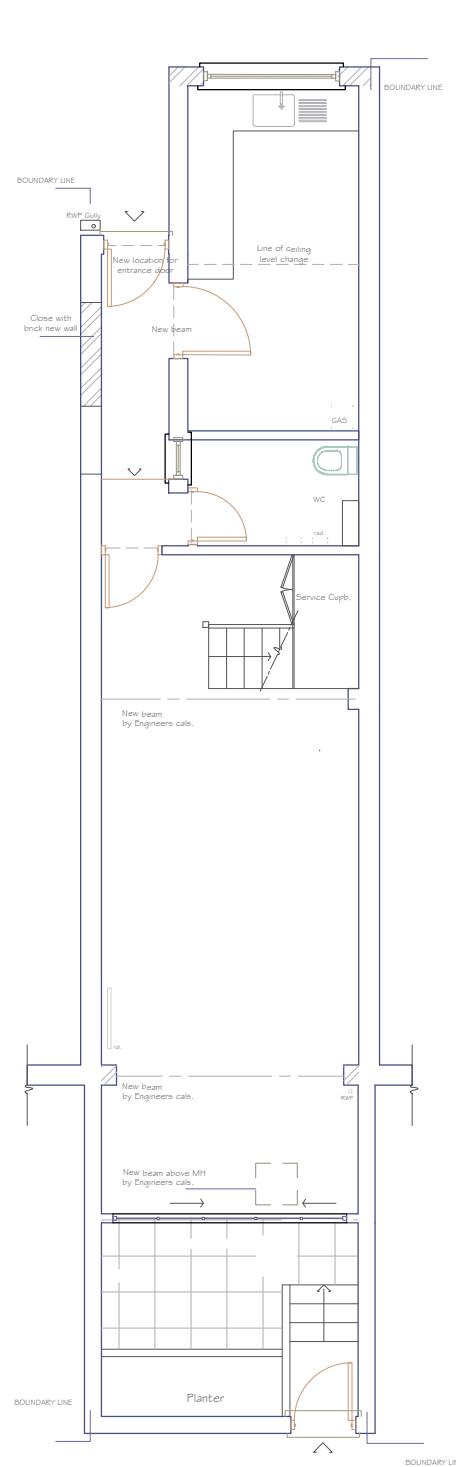 BOUNDARY LINE
BOUNDARY LINE
RWP Gully
New location for
entrance door
Line of ceiling
level change
Close with
brick new wall
New beam
GAS
WC
rad.
Service Cupb.
New beam
by Engineers cals.
rad.
New beam
by Engineers cals.
RWP
New beam above MH
by Engineers cals.
Planter
BOUNDARY LINE
BOUNDARY LIN